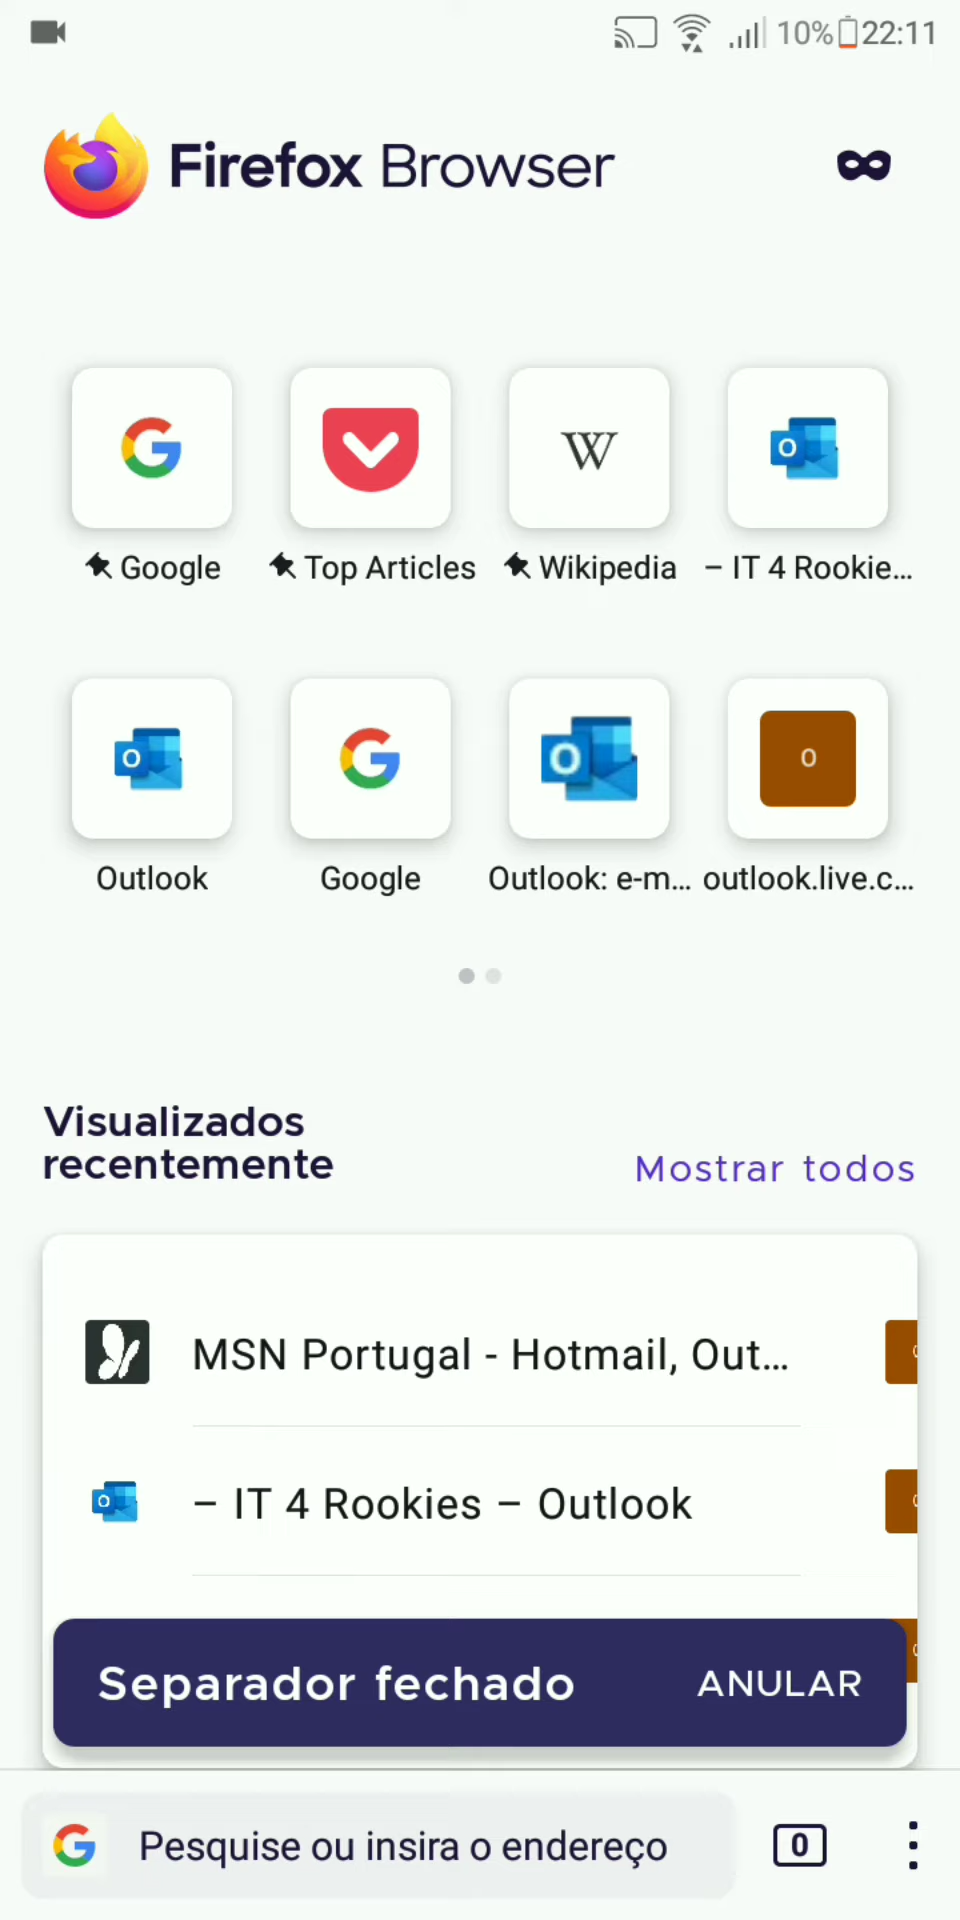 10% 22:11
Firefox Browser
Google
Top Articles
Wikipedia
– IT 4 Rookie...
Outlook
Google
Outlook: e-m...
outlook.live.c...
Visualizados
recentemente
Mostrar todos
MSN Portugal - Hotmail, Out...
– IT 4 Rookies – Outlook
Separador fechado
ANULAR
Pesquise ou insira o endereço
0